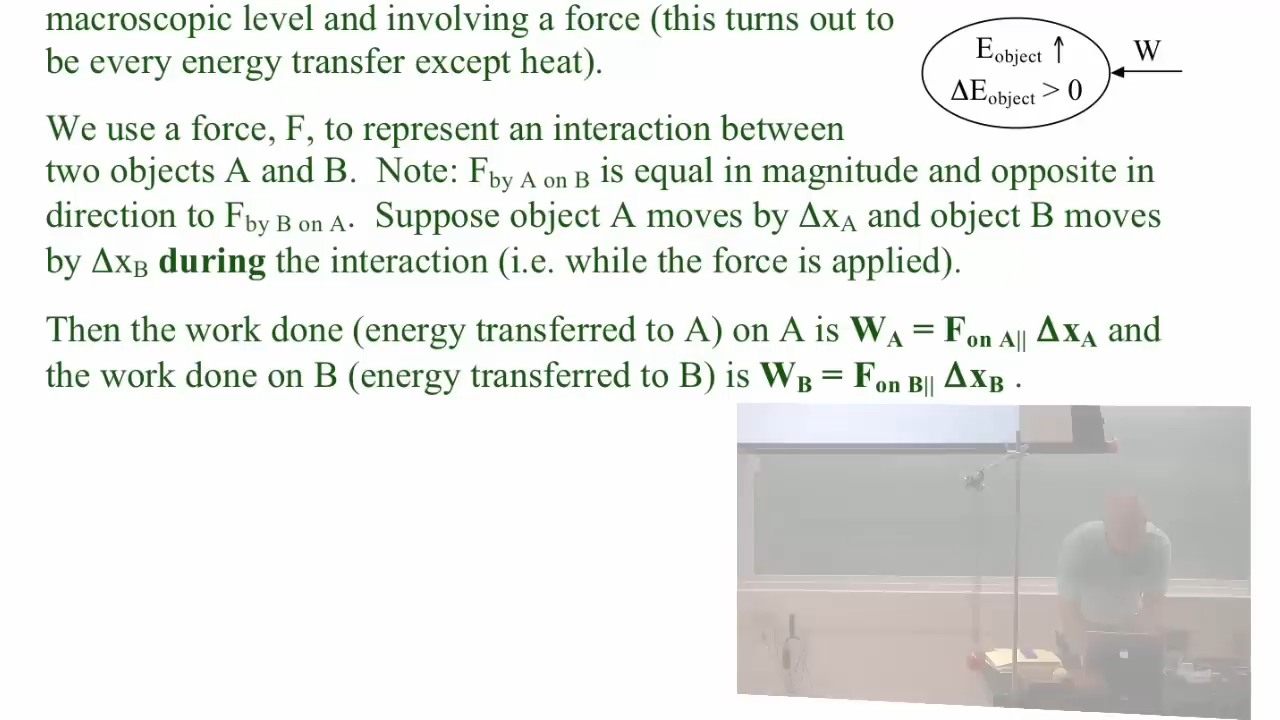 macroscopic level and involving a force (this turns out to
be every energy transfer except heat).
E_object ↑
W
ΔE_object > 0
We use a force, F, to represent an interaction between
two objects A and B.  Note: F_by A on B is equal in magnitude and opposite in
direction to F_by B on A.  Suppose object A moves by Δx_A and object B moves
by Δx_B during the interaction (i.e. while the force is applied).
Then the work done (energy transferred to A) on A is W_A = F_on A|| Δx_A and
the work done on B (energy transferred to B) is W_B = F_on B|| Δx_B .